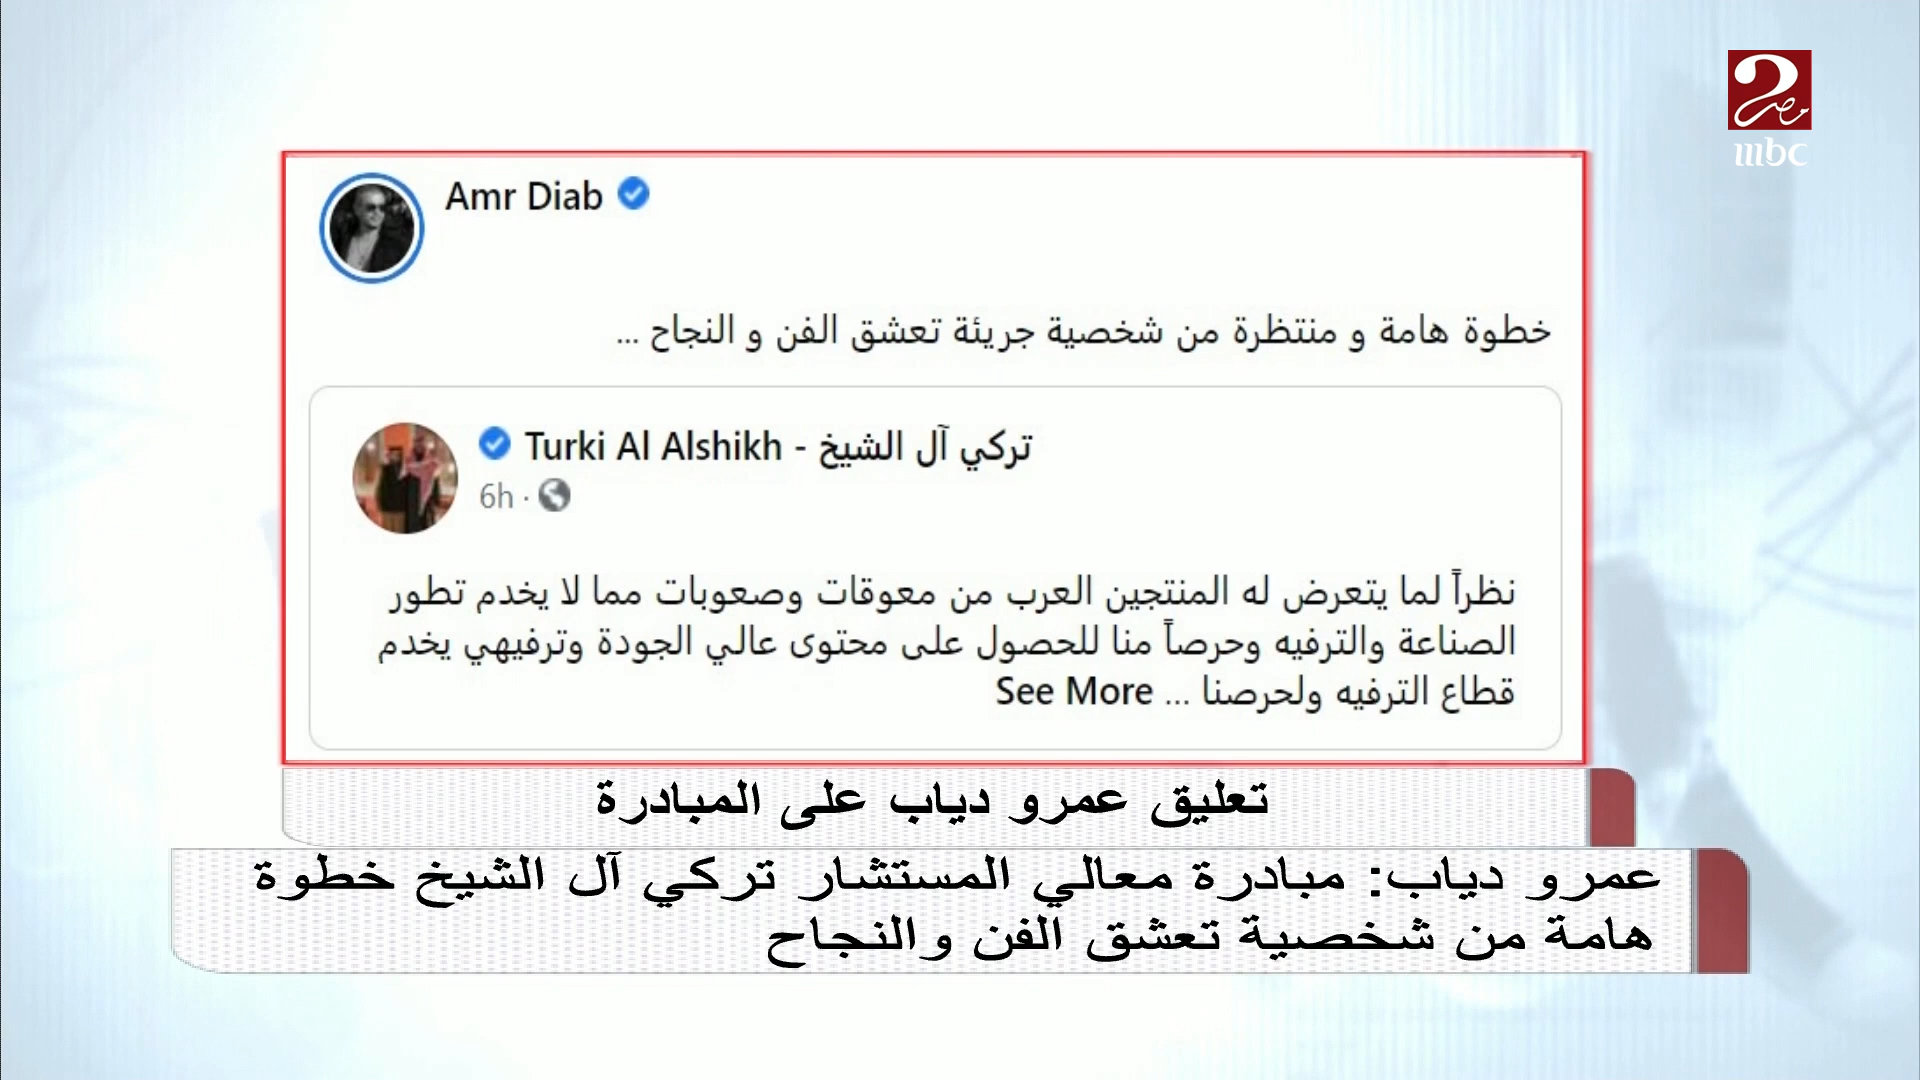 مصر
mbc
Amr Diab
خطوة هامة و منتظرة من شخصية جريئة تعشق الفن و النجاح ...
Turki Al Alshikh - تركي آل الشيخ
6h ·
نظراً لما يتعرض له المنتجين العرب من معوقات وصعوبات مما لا يخدم تطور
الصناعة والترفيه وحرصاً منا للحصول على محتوى عالي الجودة وترفيهي يخدم
قطاع الترفيه ولحرصنا ... See More
تعليق عمرو دياب على المبادرة
عمرو دياب: مبادرة معالي المستشار تركي آل الشيخ خطوة
هامة من شخصية تعشق الفن والنجاح